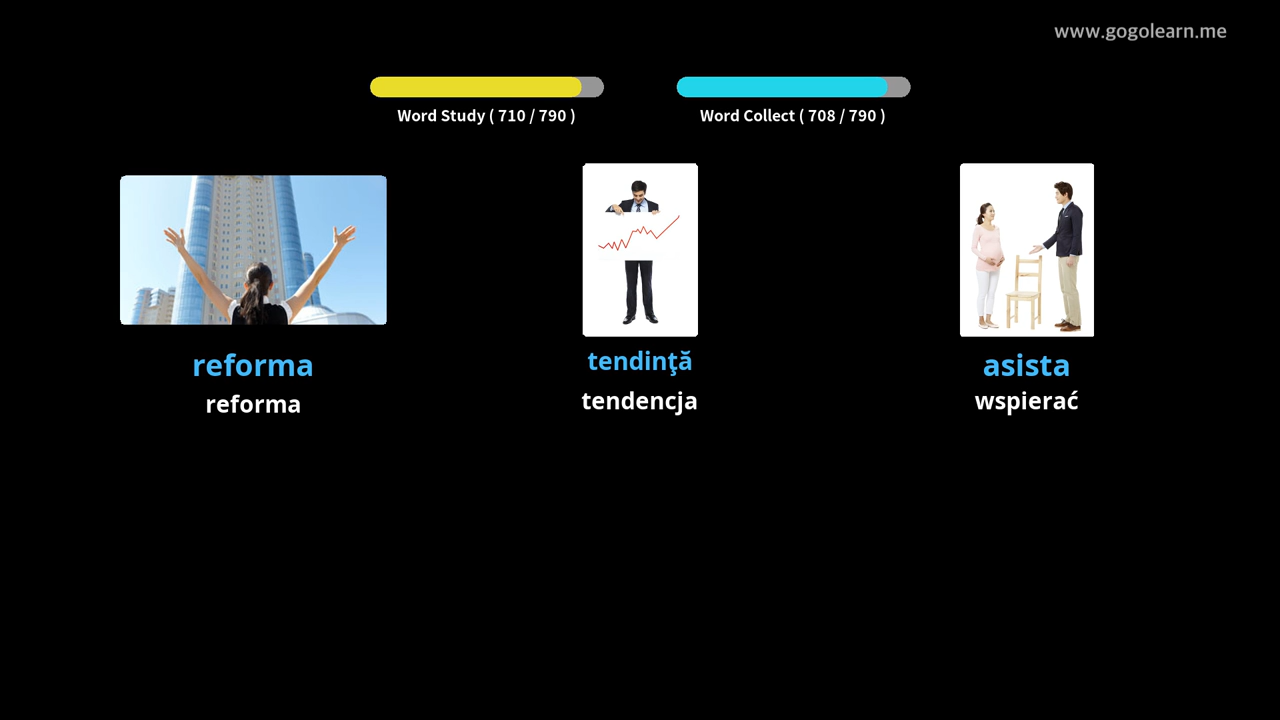 www.gogolearn.me
Word Study ( 710 / 790 )
Word Collect ( 708 / 790 )
reforma
reforma
tendinţă
tendencja
asista
wspierać